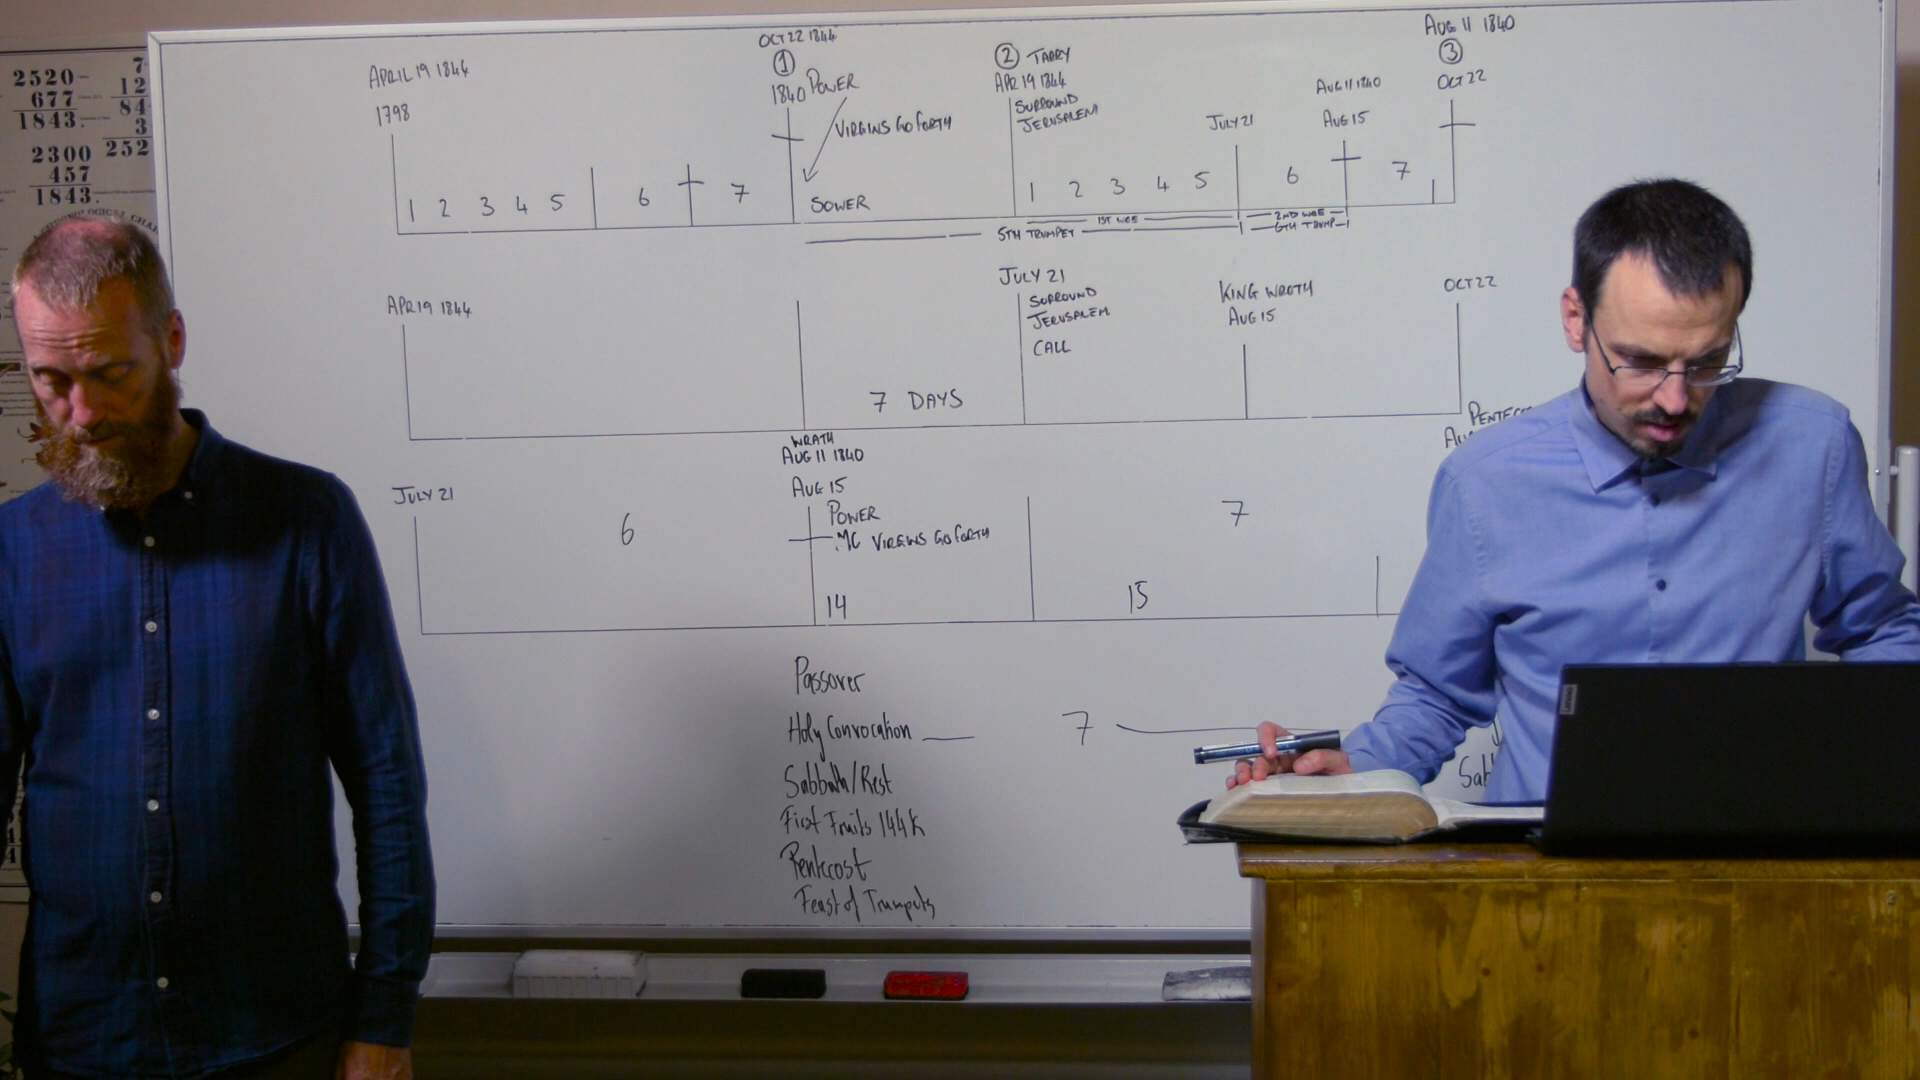 2520
677
1843.
2300
457
1843.
7
12
84
3
252
APRIL 19 1844
1798
1 2 3 4 5 6 7
OCT 22 1844
1
1840 POWER
VIRGINS GO FORTH
SOWER
2 TARRY
APR 19 1844
SURROUND
JERUSALEM
1 2 3 4 5
JULY 21
6
AUG 11 1840
AUG 15
7
AUG 11 1840
3
OCT 22
1ST WOE
5TH TRUMPET
2ND WOE
6TH TRUMP
APR 19 1844
7 DAYS
JULY 21
SURROUND
JERUSALEM
CALL
KING WROTH
AUG 15
OCT 22
JULY 21
6
WRATH
AUG 11 1840
AUG 15
POWER
MC VIRGINS GO FORTH
14
15
7
Passover
Holy Convocation — 7
Sabbath/Rest
First Fruits 144K
Pentecost
Feast of Trumpets
PENTEC
Sab
Lenovo